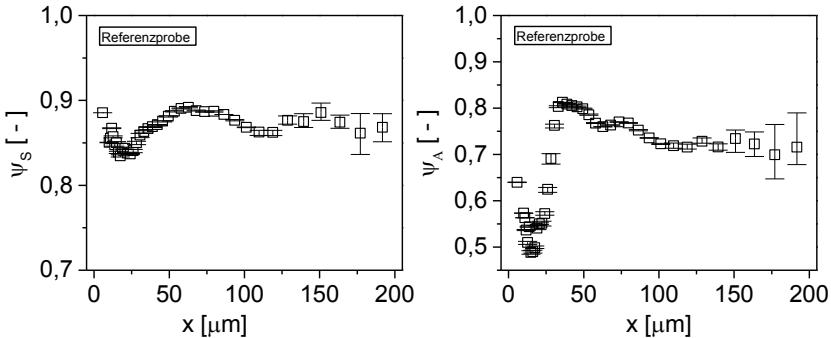 1,0
0,9
0,8
0,7
ψS [ - ]
Referenzprobe
0 50 100 150 200
x [μm]
1,0
0,9
0,8
0,7
0,6
0,5
ψA [ - ]
Referenzprobe
0 50 100 150 200
x [μm]